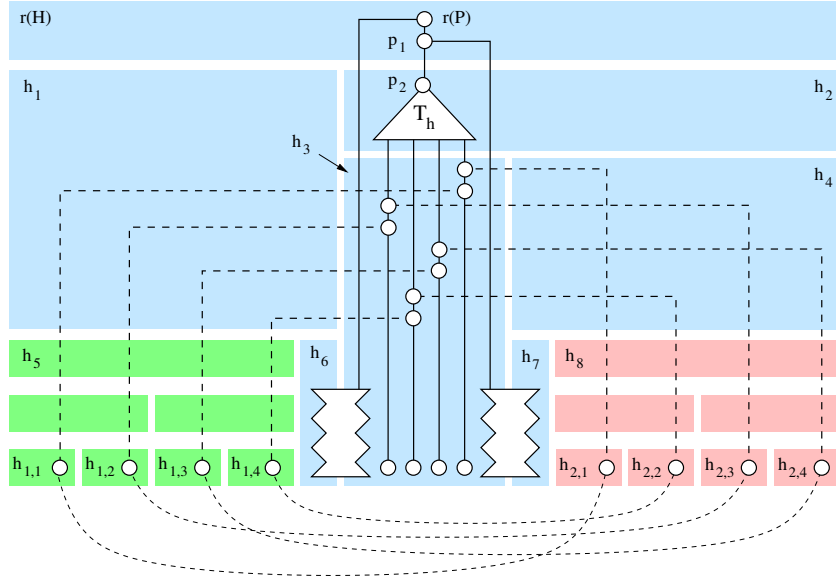 r(H)
r(P)
p1
h1
p2
h2
Th
h3
h4
h5
h6
h7
h8
h1,1
h1,2
h1,3
h1,4
h2,1
h2,2
h2,3
h2,4